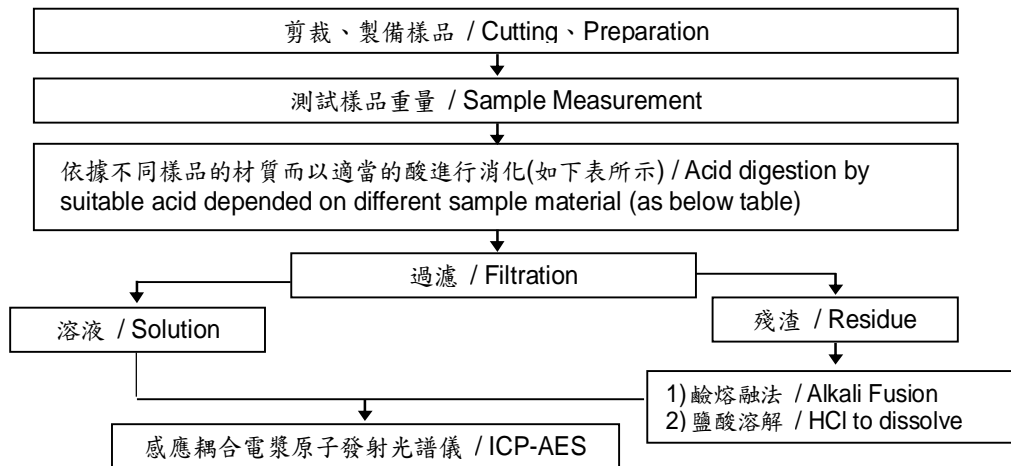 剪裁、製備樣品 / Cutting、Preparation
測試樣品重量 / Sample Measurement
依據不同樣品的材質而以適當的酸進行消化(如下表所示) / Acid digestion by
suitable acid depended on different sample material (as below table)
過濾 / Filtration
溶液 / Solution
殘渣 / Residue
1) 鹼熔融法 / Alkali Fusion
2) 鹽酸溶解 / HCl to dissolve
感應耦合電漿原子發射光譜儀 / ICP-AES